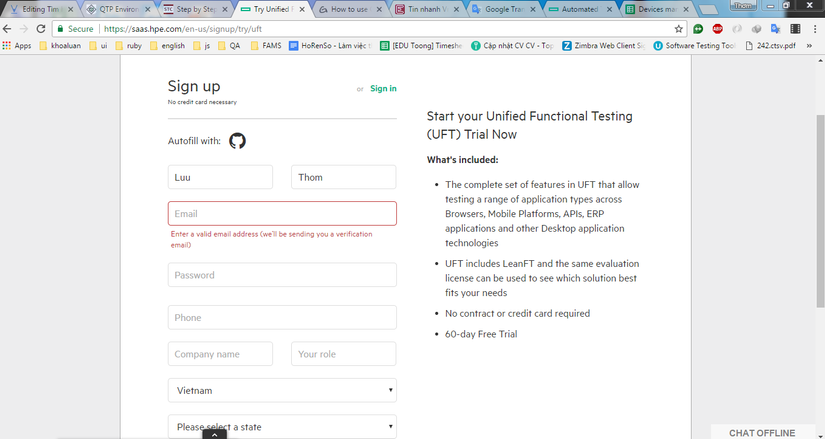 Editing Tim
QTP Environ
Step by Step
Try Unified F
How to use
Tin nhanh V
Google Tran
Automated
Devices man
Thom
Secure
https://saas.hpe.com/en-us/signup/try/uft
Apps
khoaluan
ui
ruby
english
js
QA
FAMS
HoRenSo - Làm việc t
[EDU Toong] Timeshe
Cập nhật CV CV - Top
Zimbra Web Client S
Software Testing Tool
242.ctsv.pdf
Sign up
or Sign in
No credit card necessary
Autofill with:
Luu
Thom
Email
Enter a valid email address (we'll be sending you a verification
email)
Password
Phone
Company name
Your role
Vietnam
Please select a state
Start your Unified Functional Testing
(UFT) Trial Now
What's included:
• The complete set of features in UFT that allow
testing a range of application types across
Browsers, Mobile Platforms, APIs, ERP
applications and other Desktop application
technologies
• UFT includes LeanFT and the same evaluation
license can be used to see which solution best
fits your needs
• No contract or credit card required
• 60-day Free Trial
CHAT OFFLINE